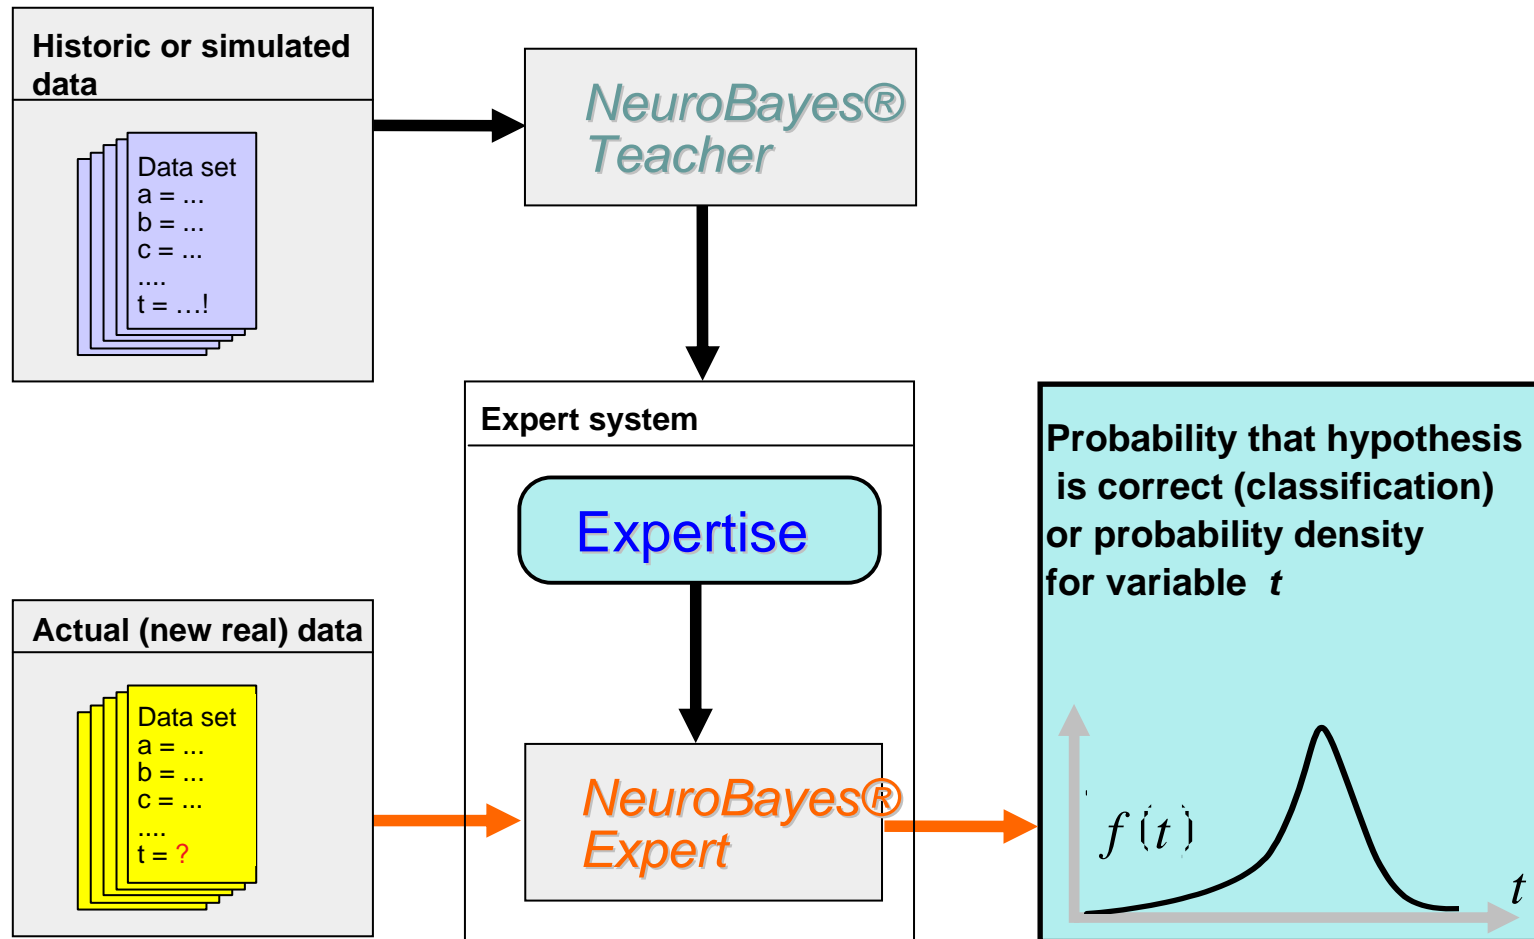 Historic or simulated
data
Data set
a = ...
b = ...
c = ...
....
t = …!
NeuroBayes®
Teacher
Expert system
Expertise
NeuroBayes®
Expert
Actual (new real) data
Data set
a = ...
b = ...
c = ...
....
t = ?
Probability that hypothesis
is correct (classification)
or probability density
for variable t
f (t)
t